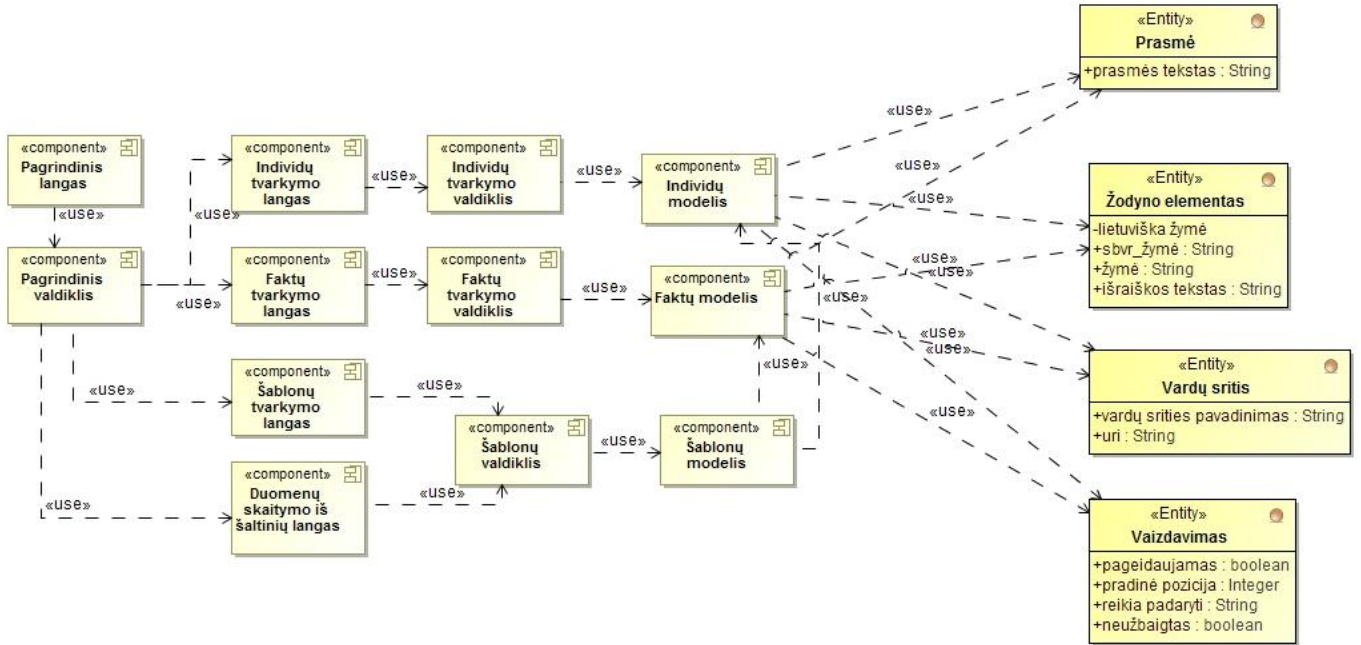 «Entity»
Prasmė
+prasmės tekstas : String
«use»
«component»
Pagrindinis
langas
«component»
Individų
tvarkymo
langas
«use»
«component»
Individų
tvarkymo
valdiklis
«use»
«component»
Individų
modelis
«use»
«use»
«Entity»
Žodyno elementas
-lietuviška žymė
+sbvr_žymė : String
+žymė : String
+išraiškos tekstas : String
«use»
«use»
«component»
Pagrindinis
valdiklis
«use»
«component»
Faktų
tvarkymo
langas
«use»
«component»
Faktų
tvarkymo
valdiklis
«use»
«component»
Faktų modelis
«use»
«use»
«use»
«use»
«use»
«Entity»
Vardų sritis
+vardų srities pavadinimas : String
+uri : String
«use»
«component»
Šablonų
tvarkymo
langas
«use»
«use»
«use»
«component»
Šablonų
valdiklis
«use»
«component»
Šablonų
modelis
«use»
«component»
Duomenų
skaitymo iš
šaltinių langas
«use»
«Entity»
Vaizdavimas
+pageidaujamas : boolean
+pradinė pozicija : Integer
+reikia padaryti : String
+neužbaigtas : boolean